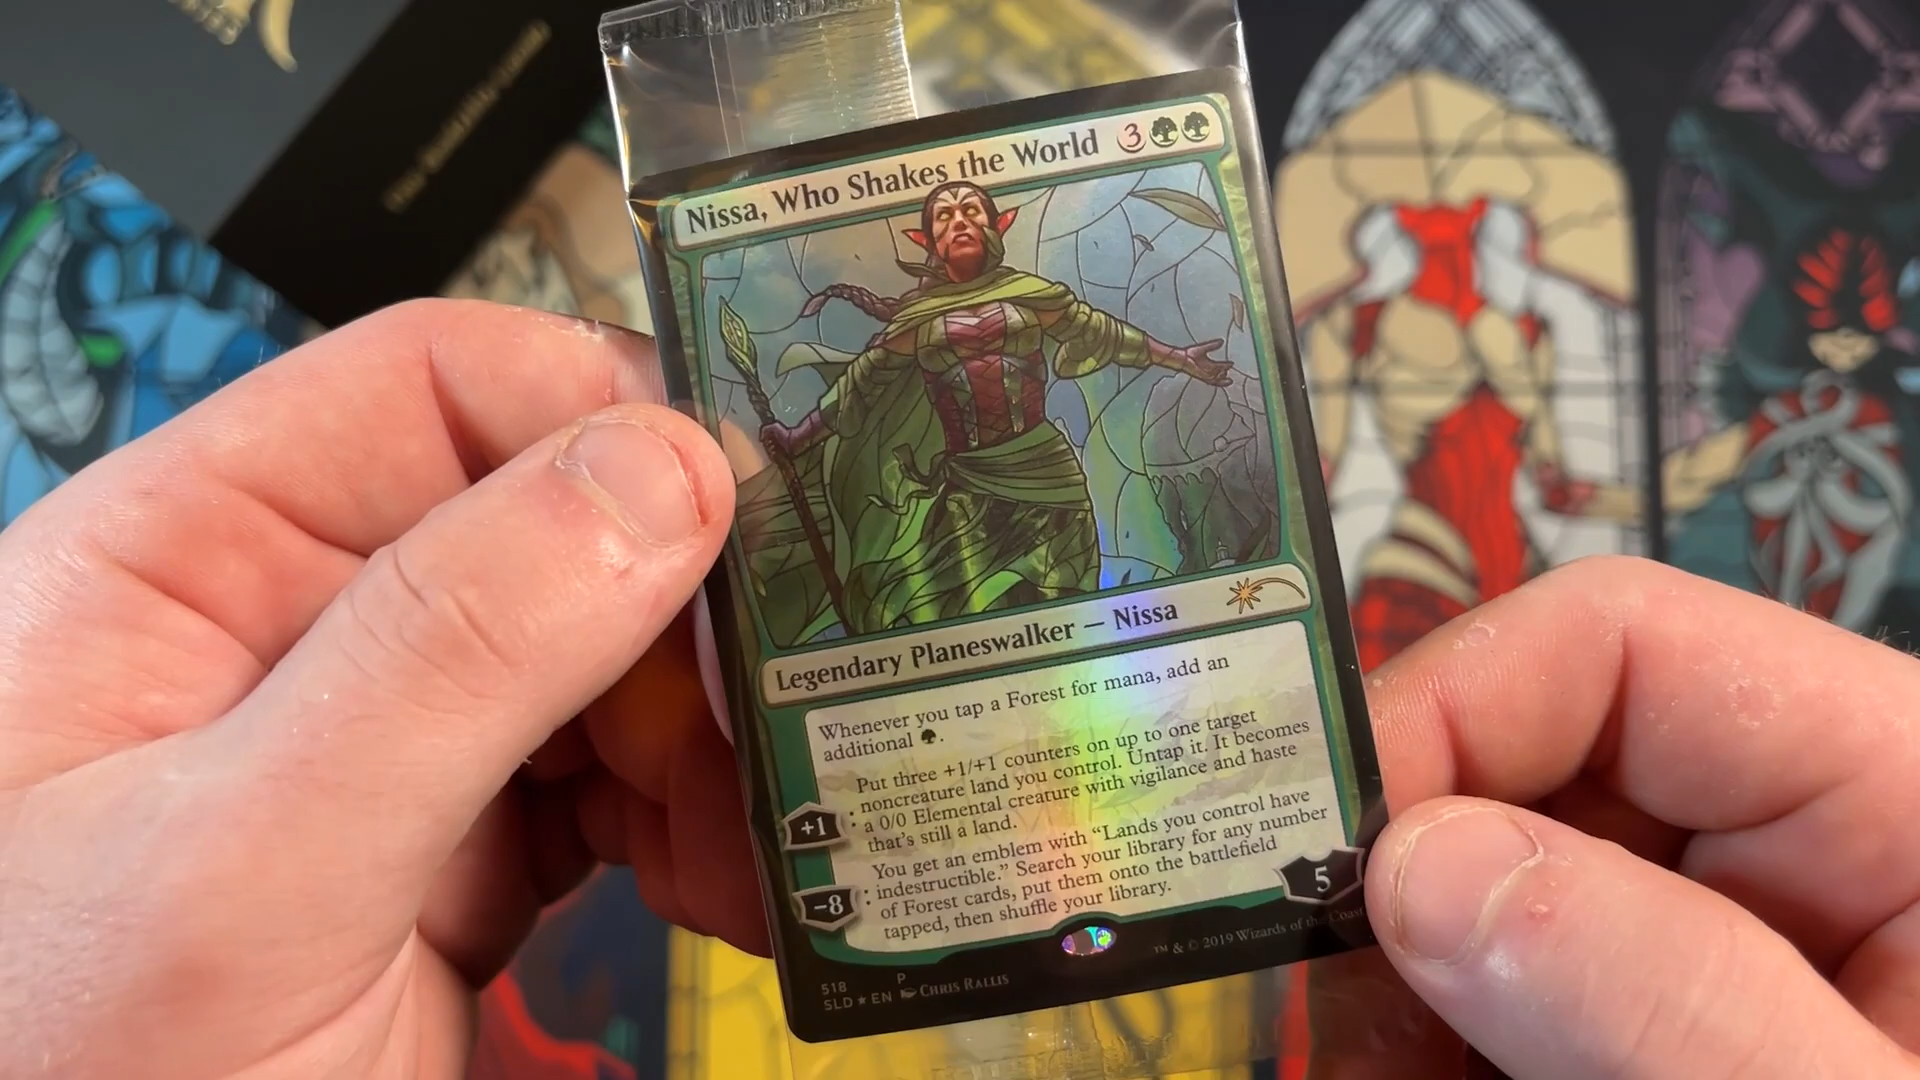 Nissa, Who Shakes the World 3
Legendary Planeswalker — Nissa
Whenever you tap a Forest for mana, add an
additional .
+1: Put three +1/+1 counters on up to one target
noncreature land you control. Untap it. It becomes
a 0/0 Elemental creature with vigilance and haste
that's still a land.
-8: You get an emblem with “Lands you control have
indestructible.” Search your library for any number
of Forest cards, put them onto the battlefield
tapped, then shuffle your library.
5
518 P
SLD ★ EN CHRIS RALLIS
™ & © 2019 Wizards of the Coast